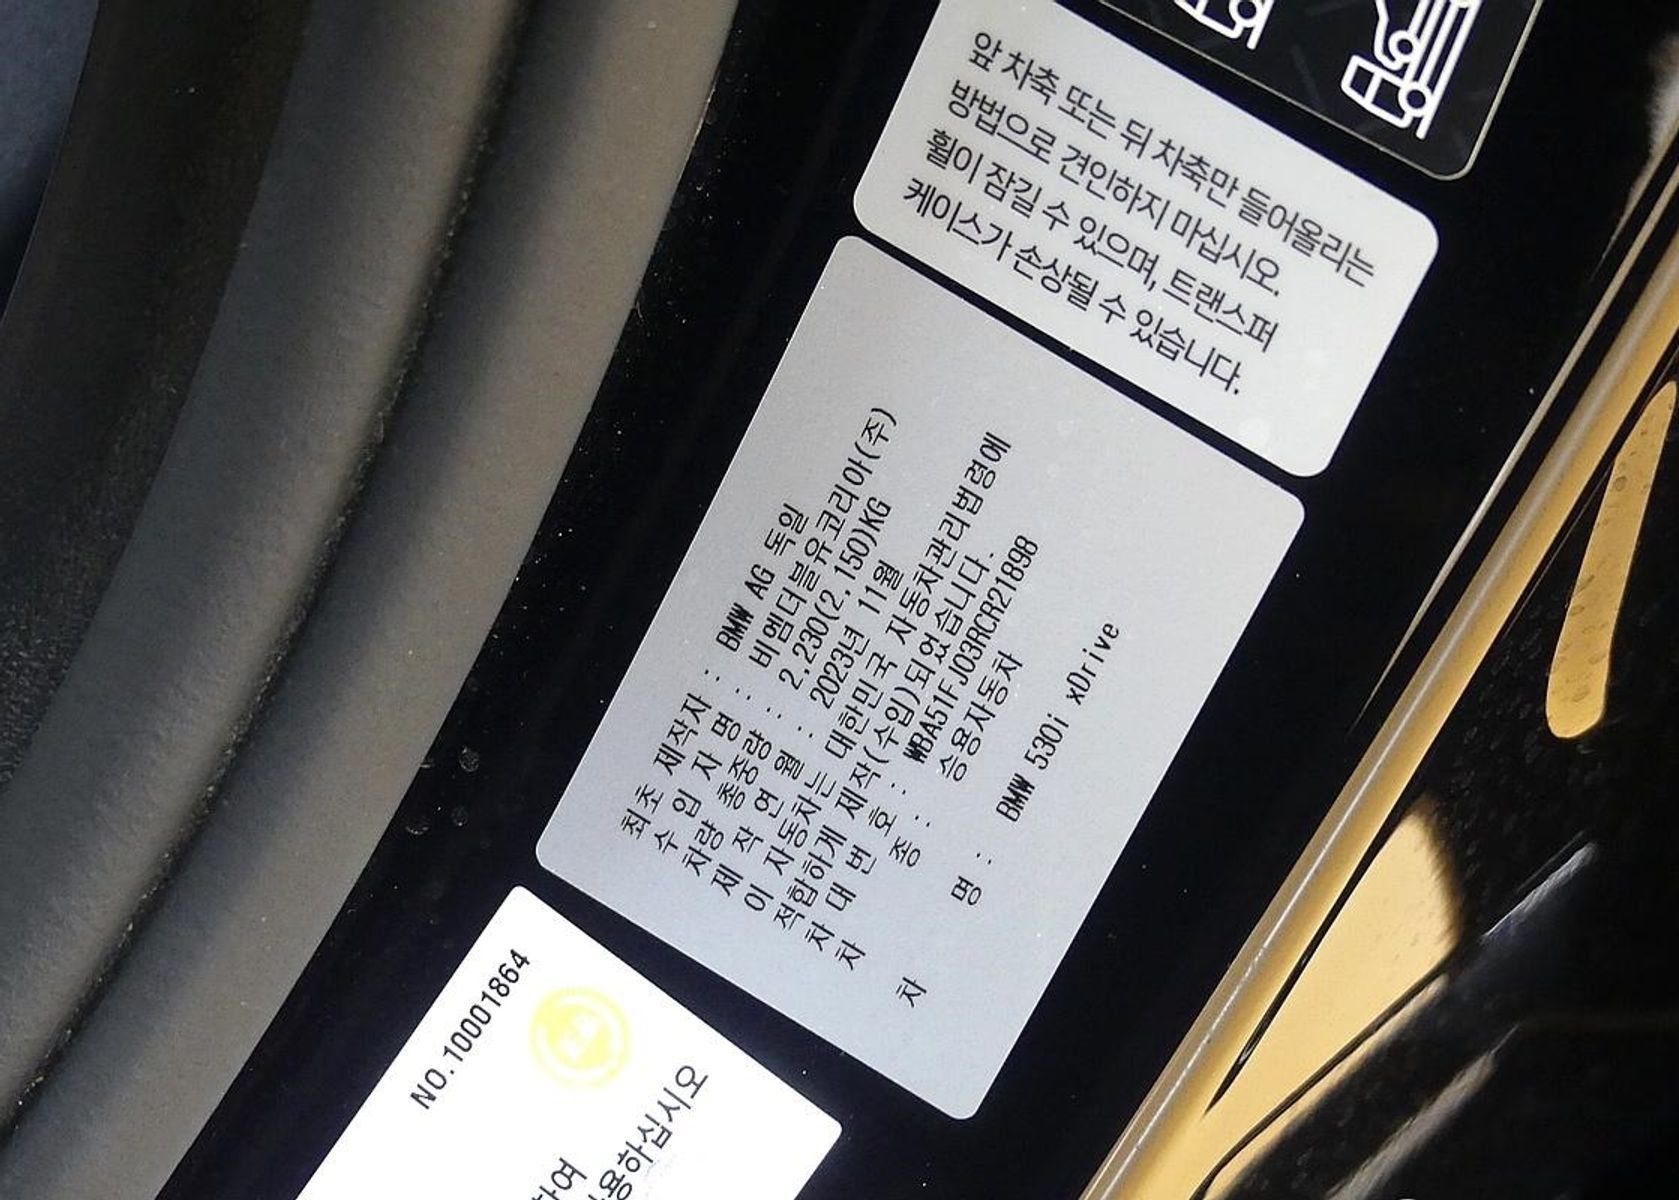 앞 차축 또는 뒤 차축만 들어올리는
방법으로 견인하지 마십시오.
휠이 잠길 수 있으며, 트랜스퍼
케이스가 손상될 수 있습니다.
최초 제작자 : BMW AG 독일
수 입 자 명 : 비엠더블유코리아(주)
차량 총중량 : 2,230(2,150)KG
제 작 연 월 : 2023년 11월
이 자동차는 대한민국 자동차관리법령에
적합하게 제작(수입)되었습니다.
차 대 번 호 : WBA51FJ03RCR21898
차 종 : 승용자동차
차 명 : BMW 530i xDrive
NO.10001864
하여
용하십시오